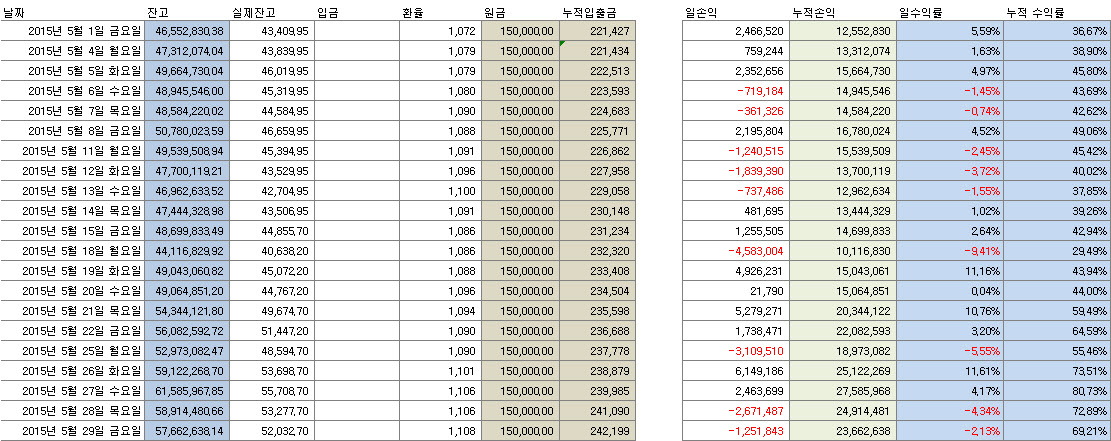 날짜 잔고 실제잔고 입금 환율 원금 누적입출금 일손익 누적손익 일수익률 누적 수익률
2015년 5월 1일 금요일 46,552,830,38 43,409,95 1,072 150,000,00 221,427 2,466,520 12,552,830 5,59% 36,67%
2015년 5월 4일 월요일 47,312,074,04 43,839,95 1,079 150,000,00 221,434 759,244 13,312,074 1,63% 38,90%
2015년 5월 5일 화요일 49,664,730,04 46,019,95 1,079 150,000,00 222,513 2,352,656 15,664,730 4,97% 45,80%
2015년 5월 6일 수요일 48,945,546,00 45,319,95 1,080 150,000,00 223,593 -719,184 14,945,546 -1,45% 43,69%
2015년 5월 7일 목요일 48,584,220,02 44,584,95 1,090 150,000,00 224,683 -361,326 14,584,220 -0,74% 42,62%
2015년 5월 8일 금요일 50,780,023,59 46,659,95 1,088 150,000,00 225,771 2,195,804 16,780,024 4,52% 49,06%
2015년 5월 11일 월요일 49,539,508,94 45,394,95 1,091 150,000,00 226,862 -1,240,515 15,539,509 -2,45% 45,42%
2015년 5월 12일 화요일 47,700,119,21 43,529,95 1,096 150,000,00 227,958 -1,839,390 13,700,119 -3,72% 40,02%
2015년 5월 13일 수요일 46,962,633,52 42,704,95 1,100 150,000,00 229,058 -737,486 12,962,634 -1,55% 37,85%
2015년 5월 14일 목요일 47,444,328,98 43,506,95 1,091 150,000,00 230,148 481,695 13,444,329 1,02% 39,26%
2015년 5월 15일 금요일 48,699,833,49 44,855,70 1,086 150,000,00 231,234 1,255,505 14,699,833 2,64% 42,94%
2015년 5월 18일 월요일 44,116,829,92 40,638,20 1,086 150,000,00 232,320 -4,583,004 10,116,830 -9,41% 29,49%
2015년 5월 19일 화요일 49,043,060,82 45,072,20 1,088 150,000,00 233,408 4,926,231 15,043,061 11,16% 43,94%
2015년 5월 20일 수요일 49,064,851,20 44,767,20 1,096 150,000,00 234,504 21,790 15,064,851 0,04% 44,00%
2015년 5월 21일 목요일 54,344,121,80 49,674,70 1,094 150,000,00 235,598 5,279,271 20,344,122 10,76% 59,49%
2015년 5월 22일 금요일 56,082,592,72 51,447,20 1,090 150,000,00 236,688 1,738,471 22,082,593 3,20% 64,59%
2015년 5월 25일 월요일 52,973,082,47 48,594,70 1,090 150,000,00 237,778 -3,109,510 18,973,082 -5,55% 55,46%
2015년 5월 26일 화요일 59,122,268,70 53,698,70 1,101 150,000,00 238,879 6,149,186 25,122,269 11,61% 73,51%
2015년 5월 27일 수요일 61,585,967,85 55,708,70 1,106 150,000,00 239,985 2,463,699 27,585,968 4,17% 80,73%
2015년 5월 28일 목요일 58,914,480,66 53,277,70 1,106 150,000,00 241,090 -2,671,487 24,914,481 -4,34% 72,89%
2015년 5월 29일 금요일 57,662,638,14 52,032,70 1,108 150,000,00 242,199 -1,251,843 23,662,638 -2,13% 69,21%